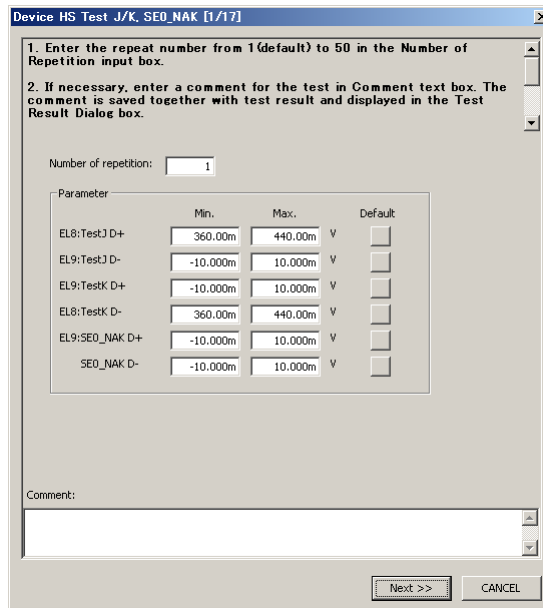 Device HS Test J/K, SE0_NAK [1/17]
1. Enter the repeat number from 1(default) to 50 in the Number of
Repetition input box.
2. If necessary, enter a comment for the test in Comment text box. The
comment is saved together with test result and displayed in the Test
Result Dialog box.
Number of repetition: 1
Parameter
Min. Max. Default
EL8:TestJ D+ 360.00m 440.00m V
EL9:TestJ D- -10.000m 10.000m V
EL9:TestK D+ -10.000m 10.000m V
EL8:TestK D- 360.00m 440.00m V
EL9:SE0_NAK D+ -10.000m 10.000m V
SE0_NAK D- -10.000m 10.000m V
Comment:
Next >> CANCEL